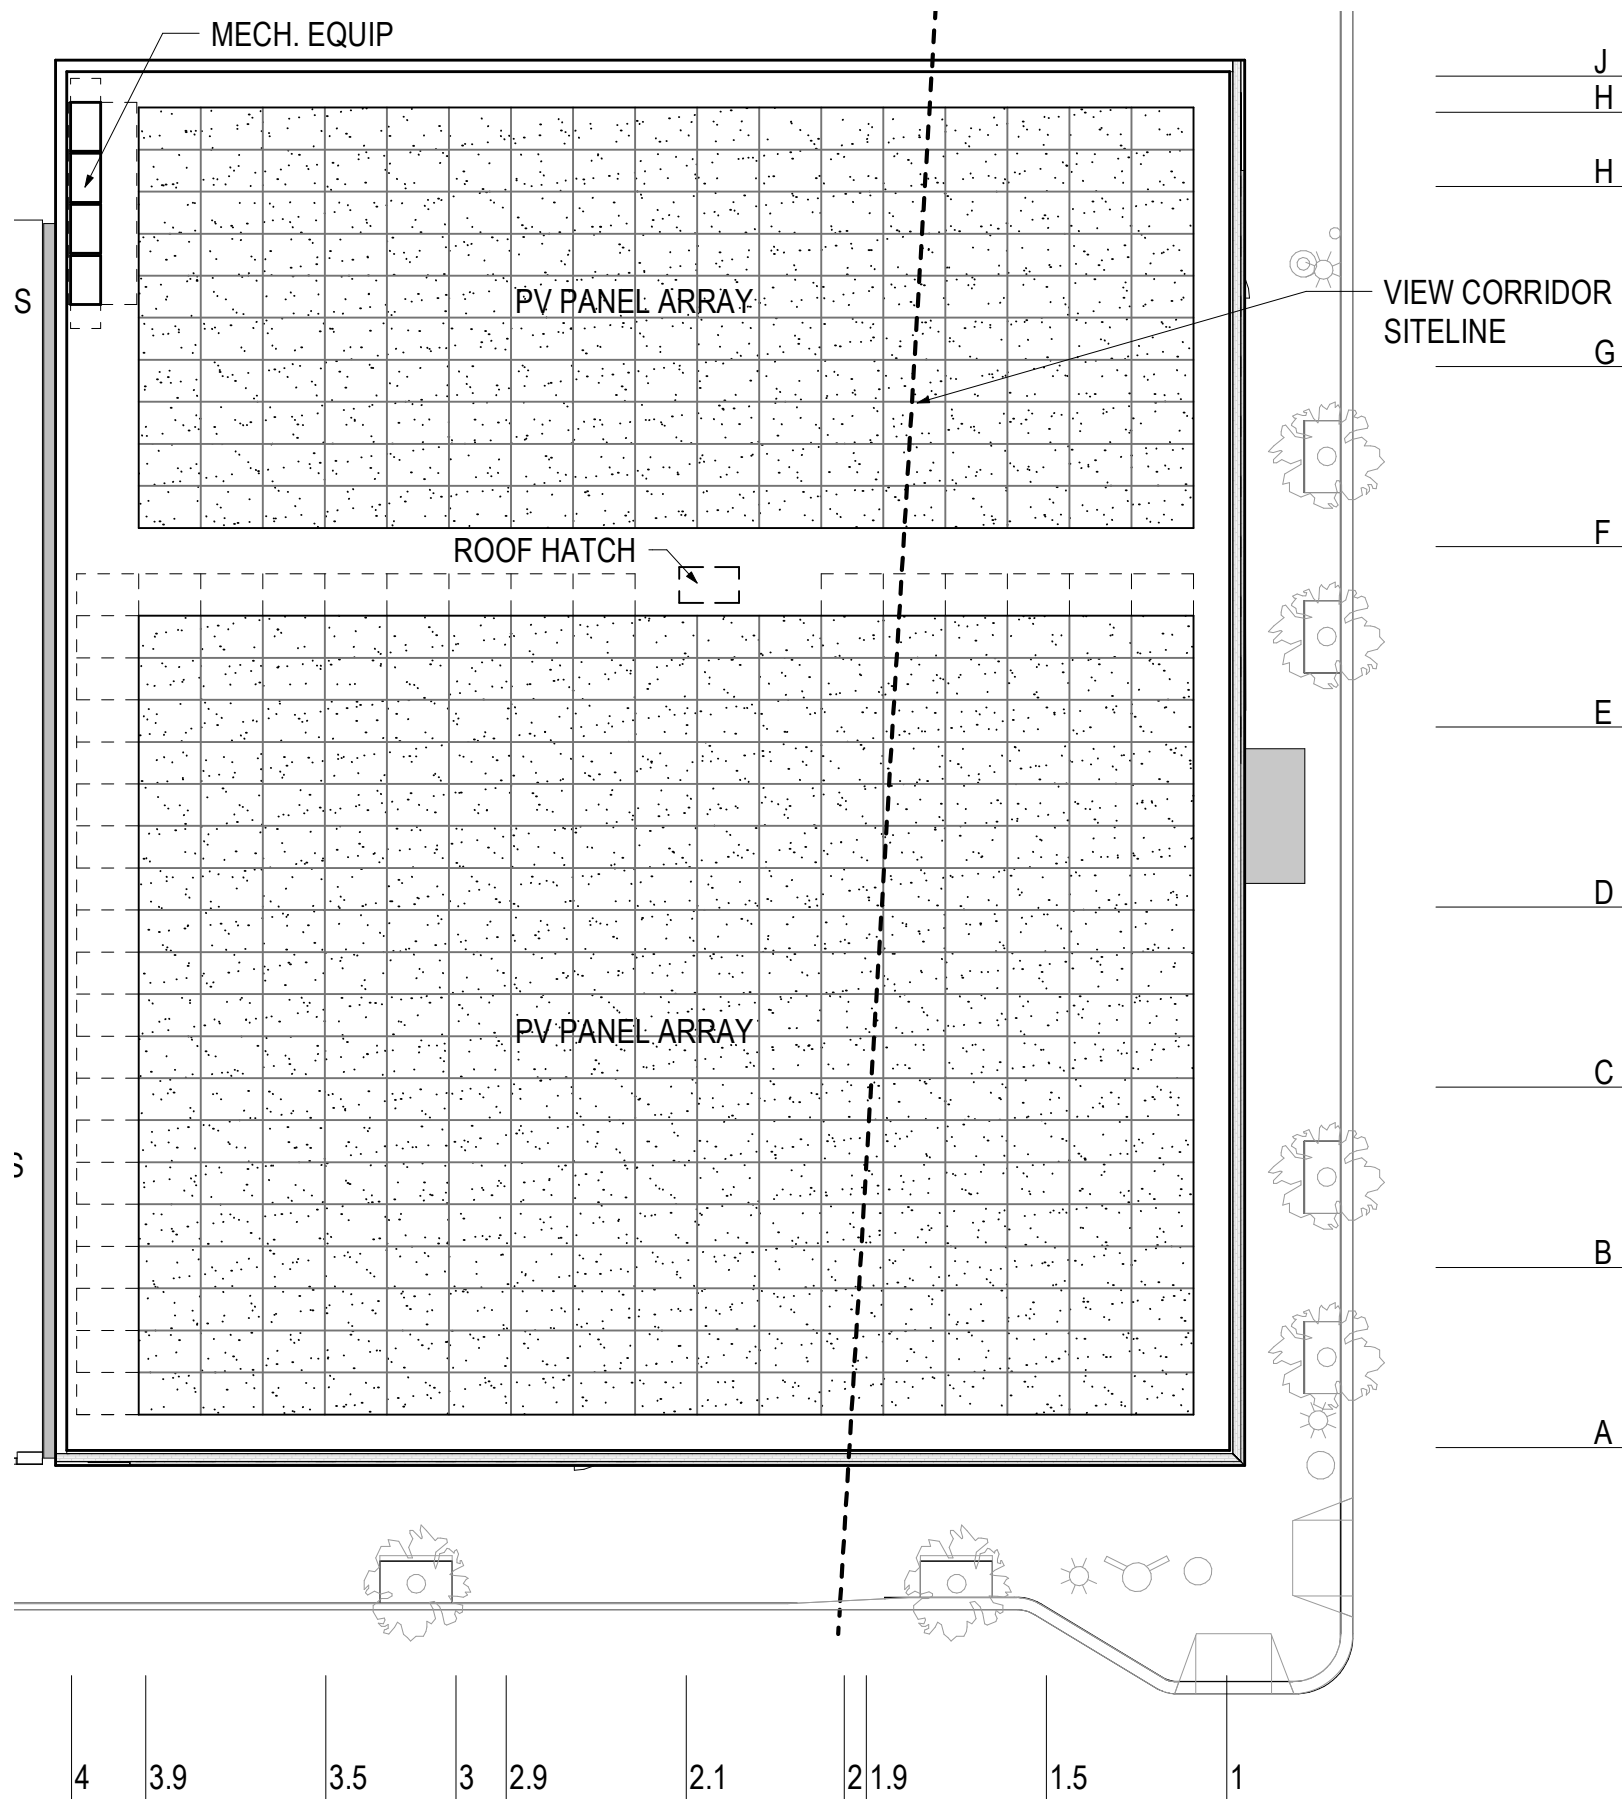 MECH. EQUIP
J
H
H
S
PV PANEL ARRAY
VIEW CORRIDOR
SITELINE
G
F
ROOF HATCH
E
D
PV PANEL ARRAY
C
S
B
A
4
3.9
3.5
3
2.9
2.1
2
1.9
1.5
1